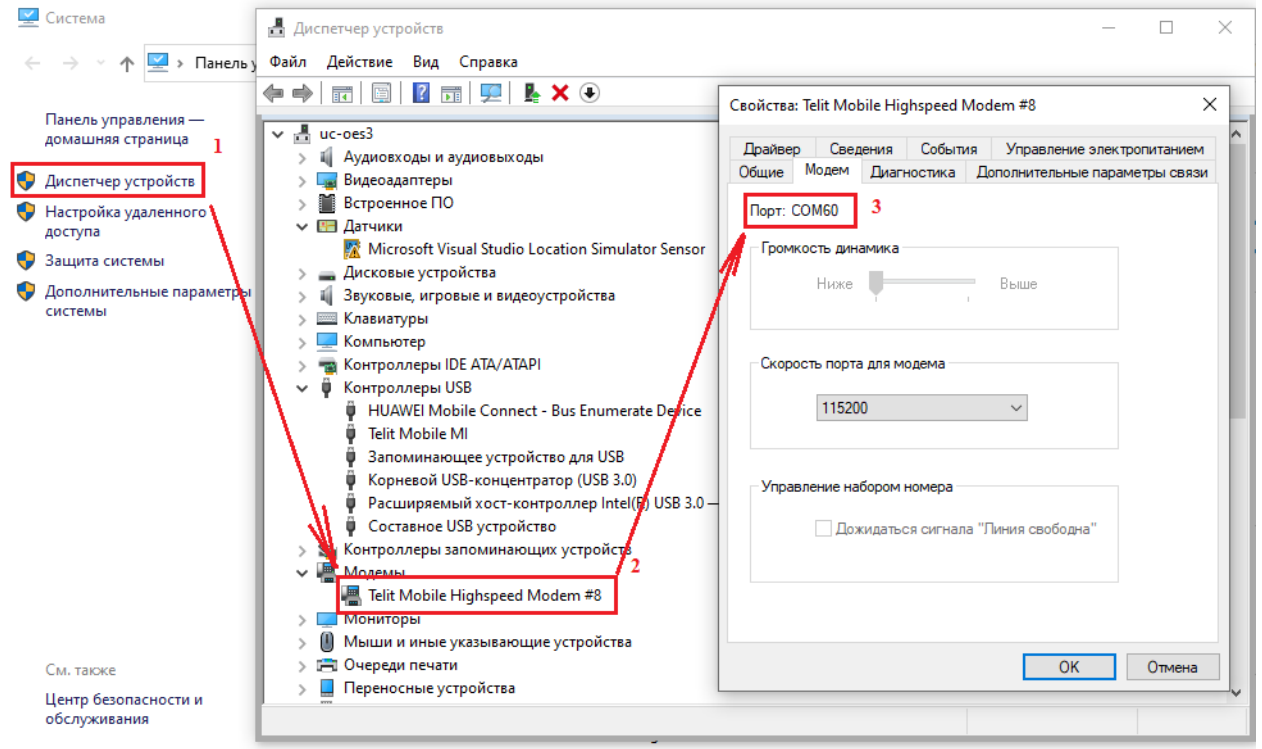 Система
Панель у
Панель управления —
домашняя страница
1
Диспетчер устройств
Настройка удаленного
доступа
Защита системы
Дополнительные параметры
системы
См. также
Центр безопасности и
обслуживания
Диспетчер устройств
Файл Действие Вид Справка
uc-oes3
Аудиовходы и аудиовыходы
Видеоадаптеры
Встроенное ПО
Датчики
Microsoft Visual Studio Location Simulator Sensor
Дисковые устройства
Звуковые, игровые и видеоустройства
Клавиатуры
Компьютер
Контроллеры IDE ATA/ATAPI
Контроллеры USB
HUAWEI Mobile Connect - Bus Enumerate Device
Telit Mobile MI
Запоминающее устройство для USB
Корневой USB-концентратор (USB 3.0)
Расширяемый хост-контроллер Intel(R) USB 3.0 —
Составное USB устройство
Контроллеры запоминающих устройств
Модемы
2
Telit Mobile Highspeed Modem #8
Мониторы
Мыши и иные указывающие устройства
Очереди печати
Переносные устройства
Свойства: Telit Mobile Highspeed Modem #8
Драйвер Сведения События Управление электропитанием
Общие Модем Диагностика Дополнительные параметры связи
Порт: COM60
3
Громкость динамика
Ниже Выше
Скорость порта для модема
115200
Управление набором номера
Дожидаться сигнала "Линия свободна"
OK Отмена